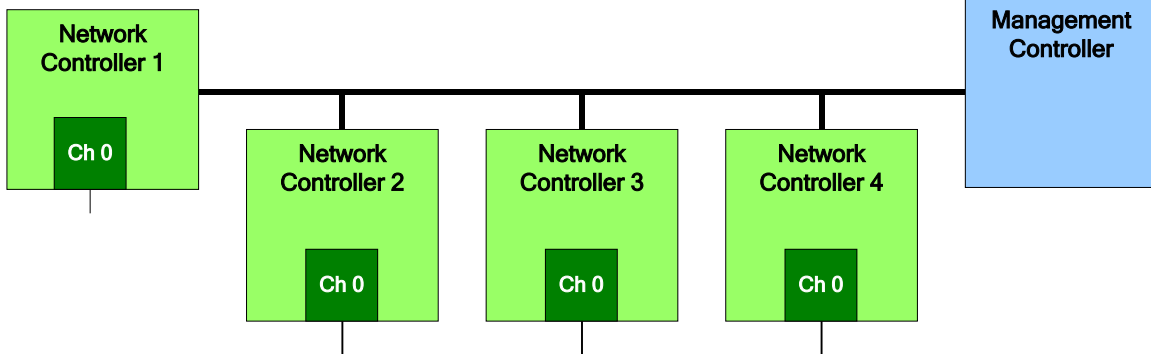 Network
Controller 1
Ch 0
Network
Controller 2
Ch 0
Network
Controller 3
Ch 0
Network
Controller 4
Ch 0
Management
Controller